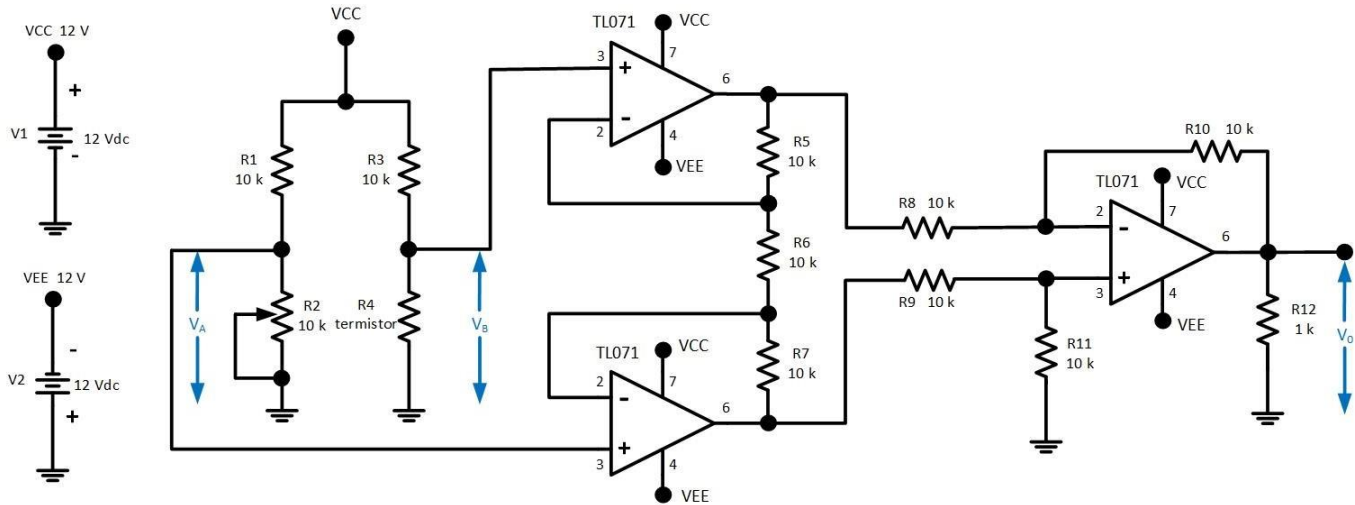 VCC 12 V
+
V1
12 Vdc
-
VEE 12 V
-
V2
12 Vdc
+
VCC
R1
10 k
R3
10 k
VA
R2
10 k
R4
termistor
VB
TL071
VCC
3
+
7
6
2
-
4
VEE
R5
10 k
R6
10 k
R7
10 k
TL071
VCC
2
-
7
6
3
+
4
VEE
R8 10 k
R9 10 k
R10 10 k
TL071
VCC
2
-
7
6
3
+
4
VEE
R11
10 k
R12
1 k
VO